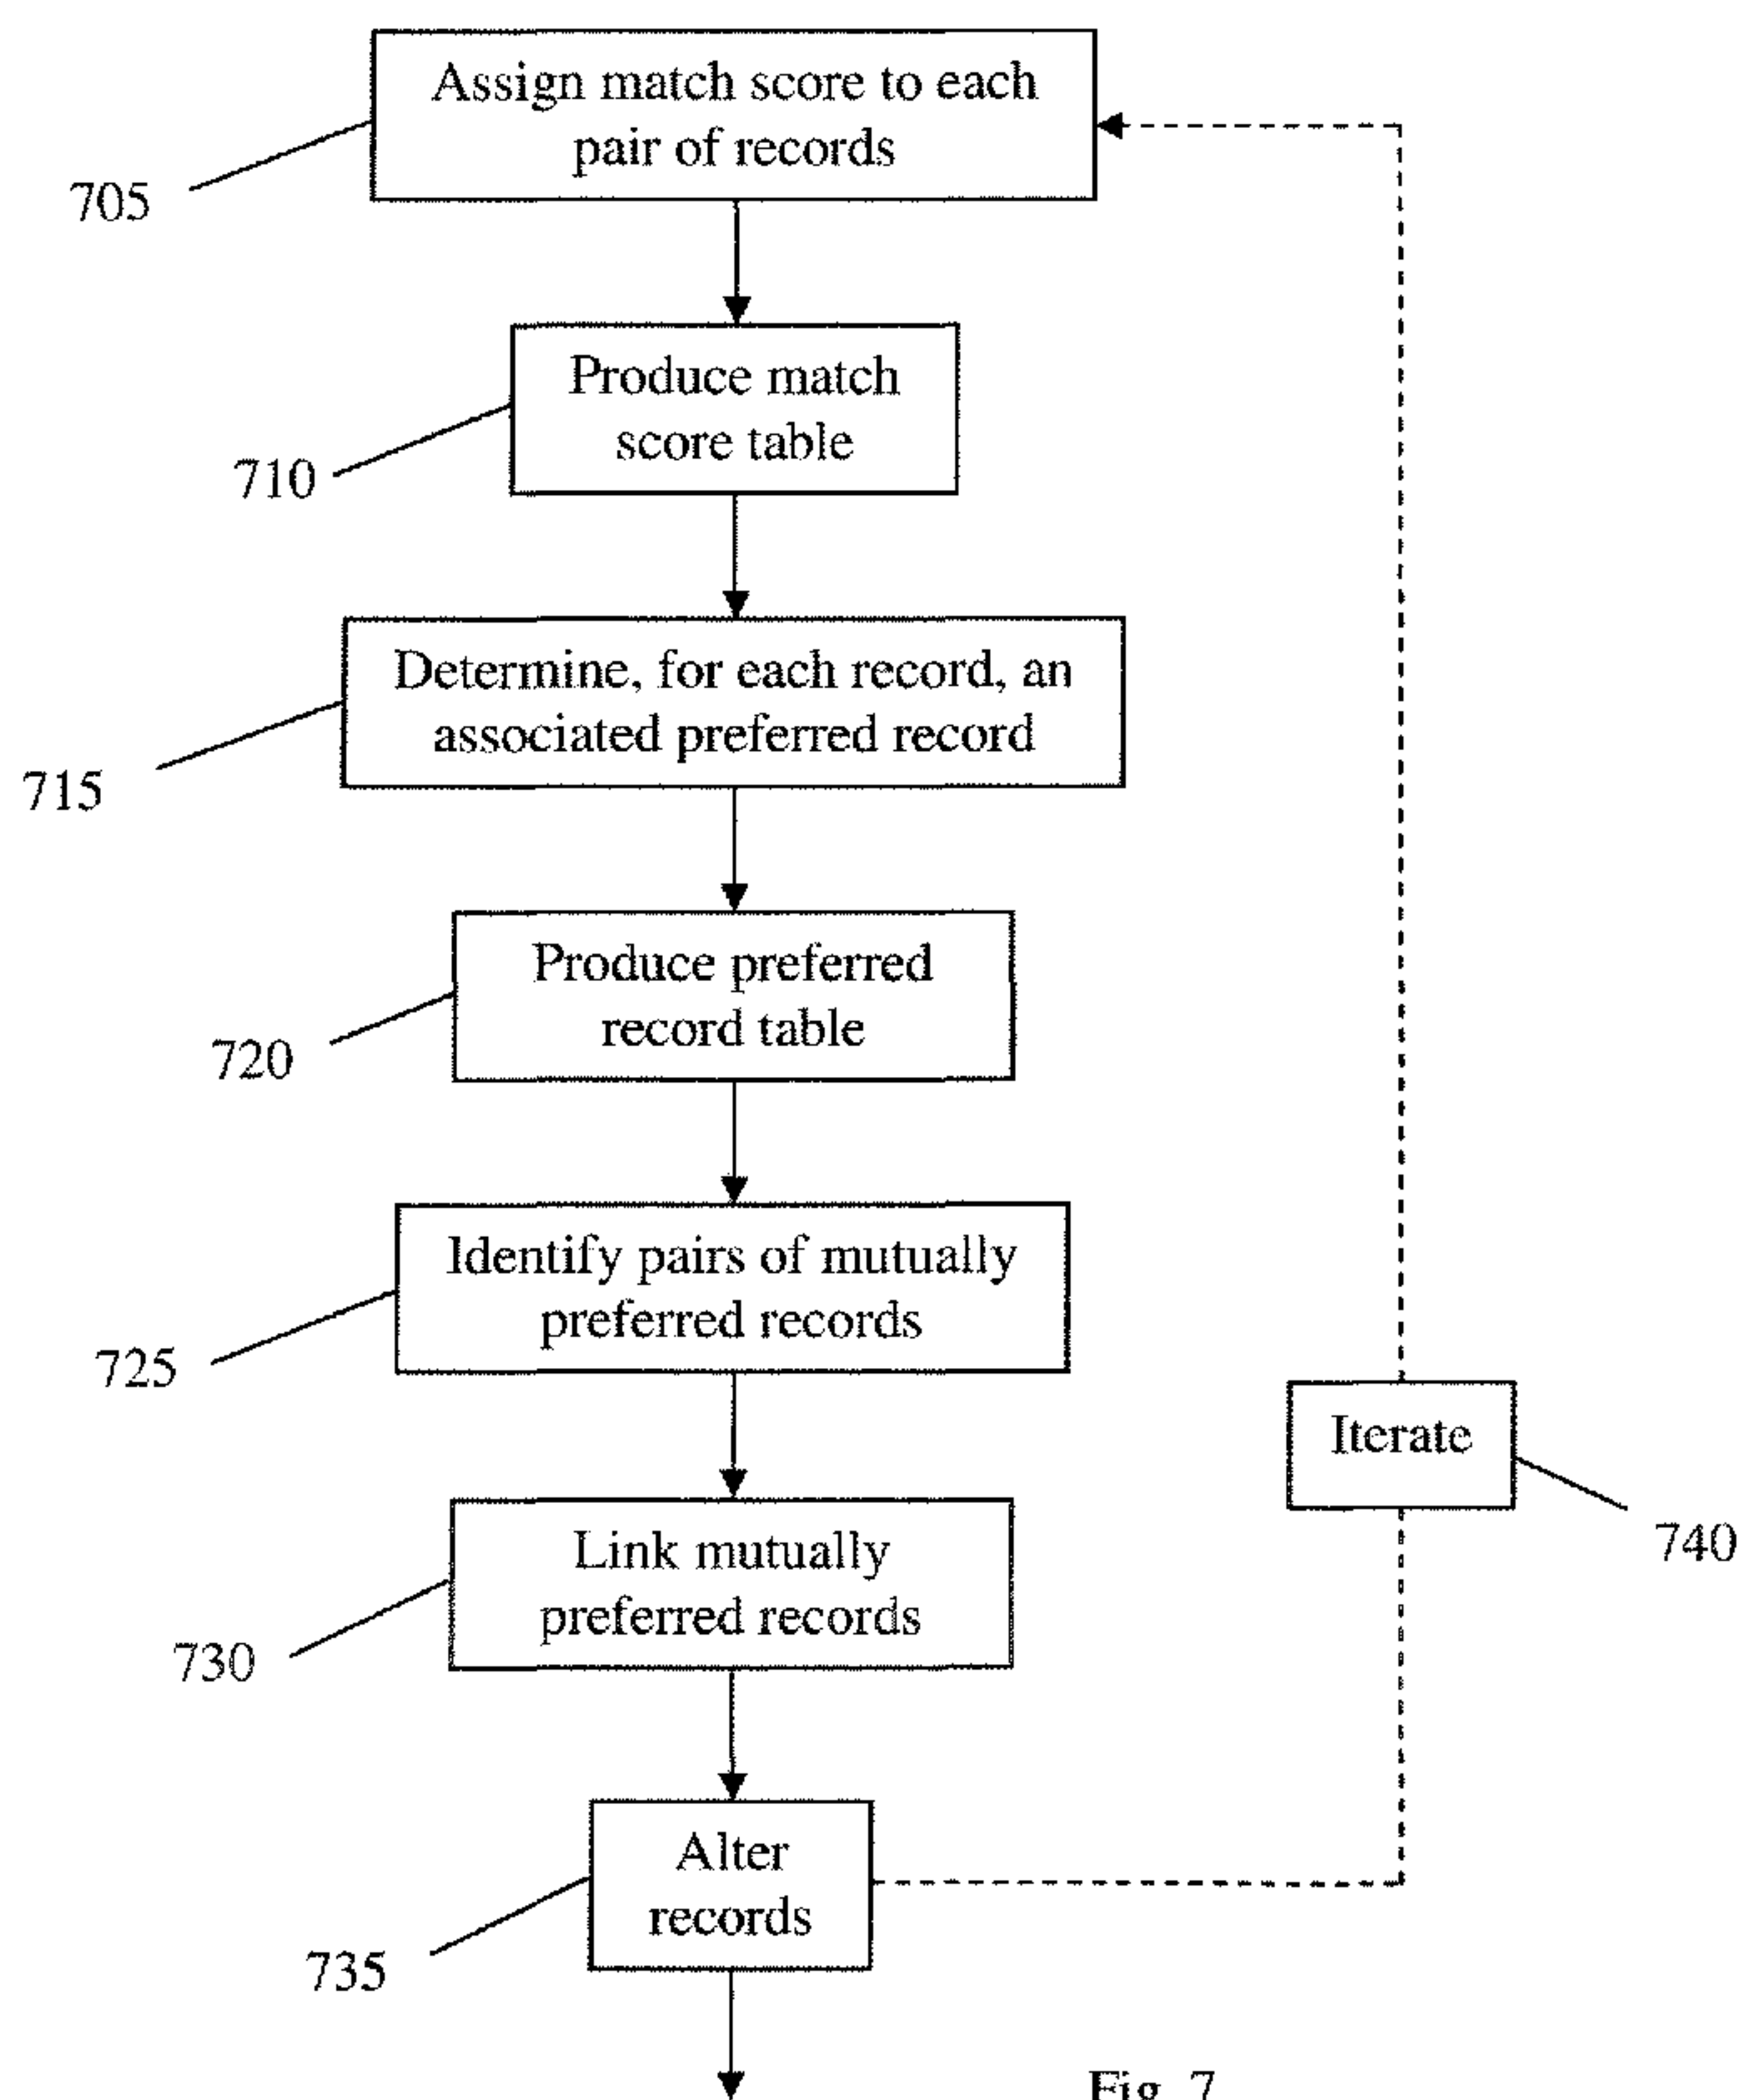 Assign match score to each
pair of records
705
Produce match
score table
710
Determine, for each record, an
associated preferred record
715
Produce preferred
record table
720
Identify pairs of mutually
preferred records
725
Iterate
740
Link mutually
preferred records
730
Alter
records
735
Fig. 7